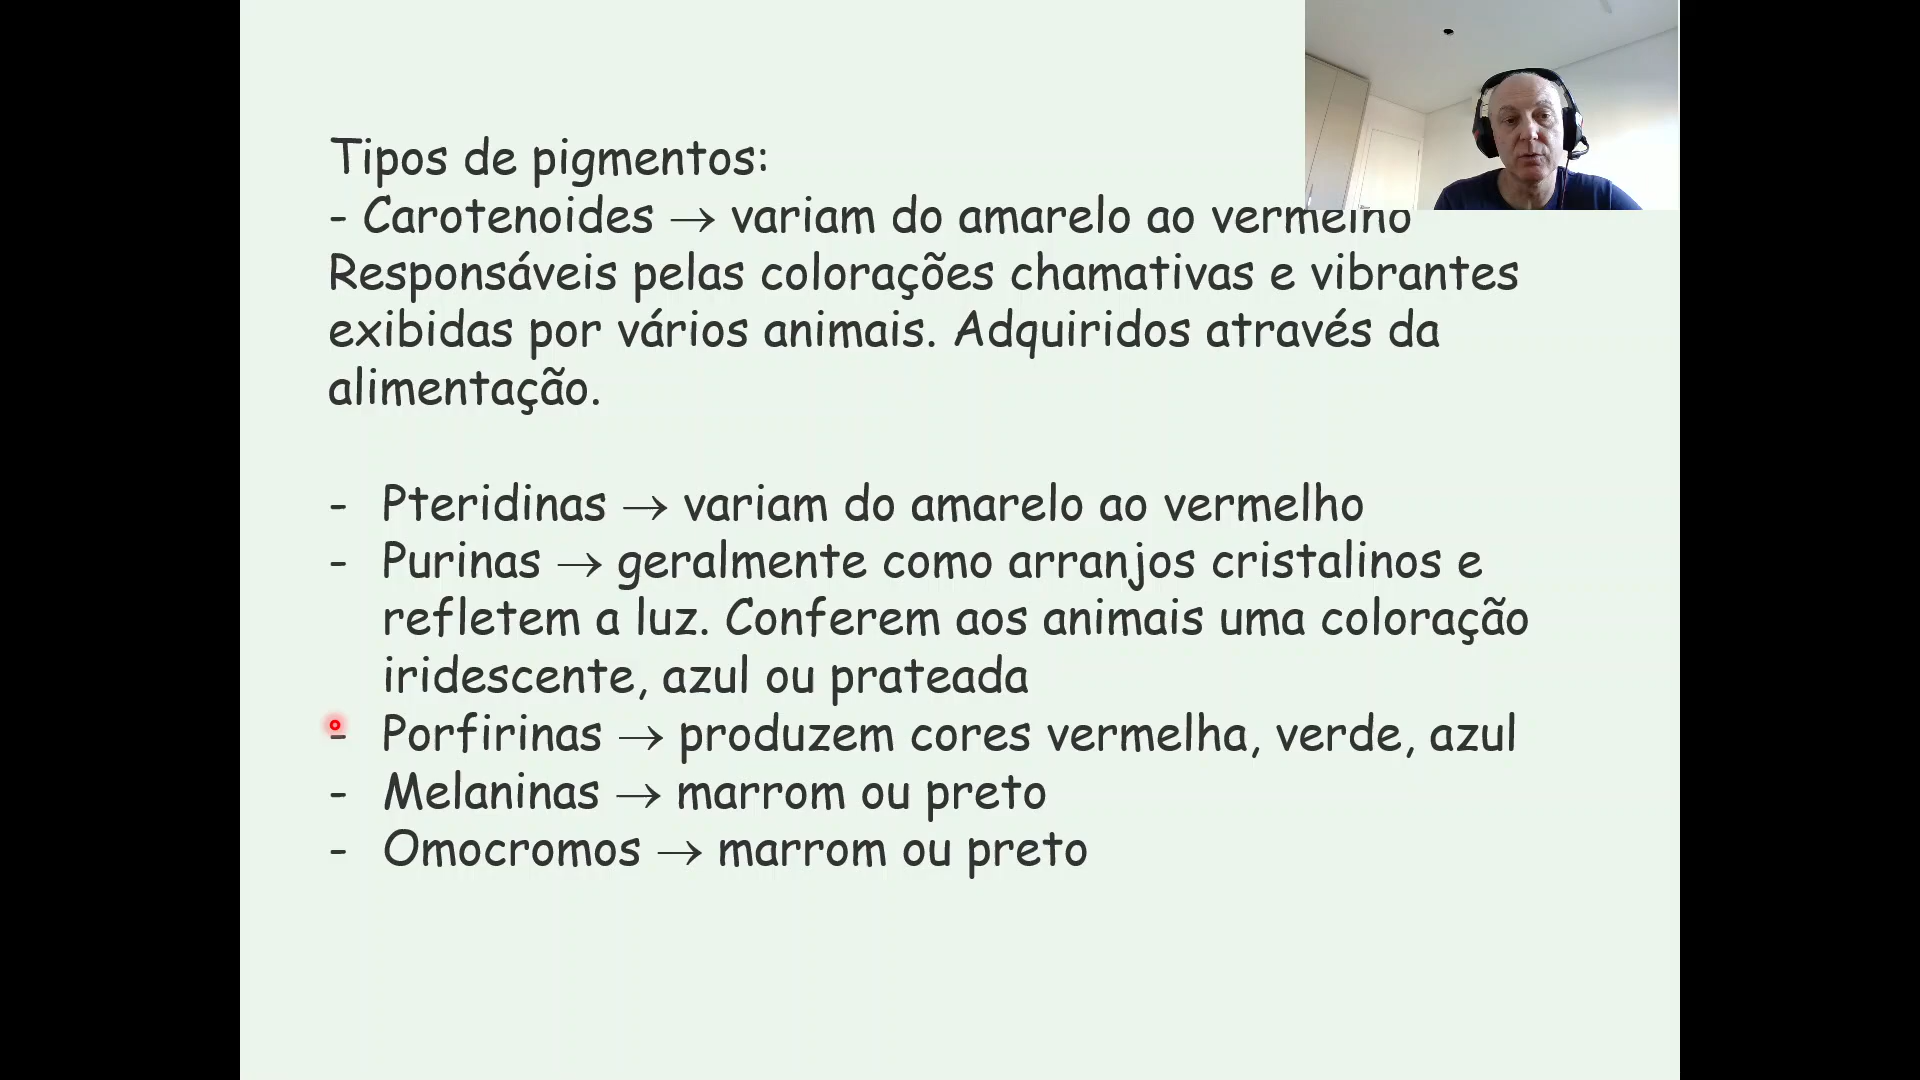 Tipos de pigmentos:
- Carotenoides → variam do amarelo ao vermelho
Responsáveis pelas colorações chamativas e vibrantes
exibidas por vários animais. Adquiridos através da
alimentação.
- Pteridinas → variam do amarelo ao vermelho
- Purinas → geralmente como arranjos cristalinos e
refletem a luz. Conferem aos animais uma coloração
iridescente, azul ou prateada
- Porfirinas → produzem cores vermelha, verde, azul
- Melaninas → marrom ou preto
- Omocromos → marrom ou preto